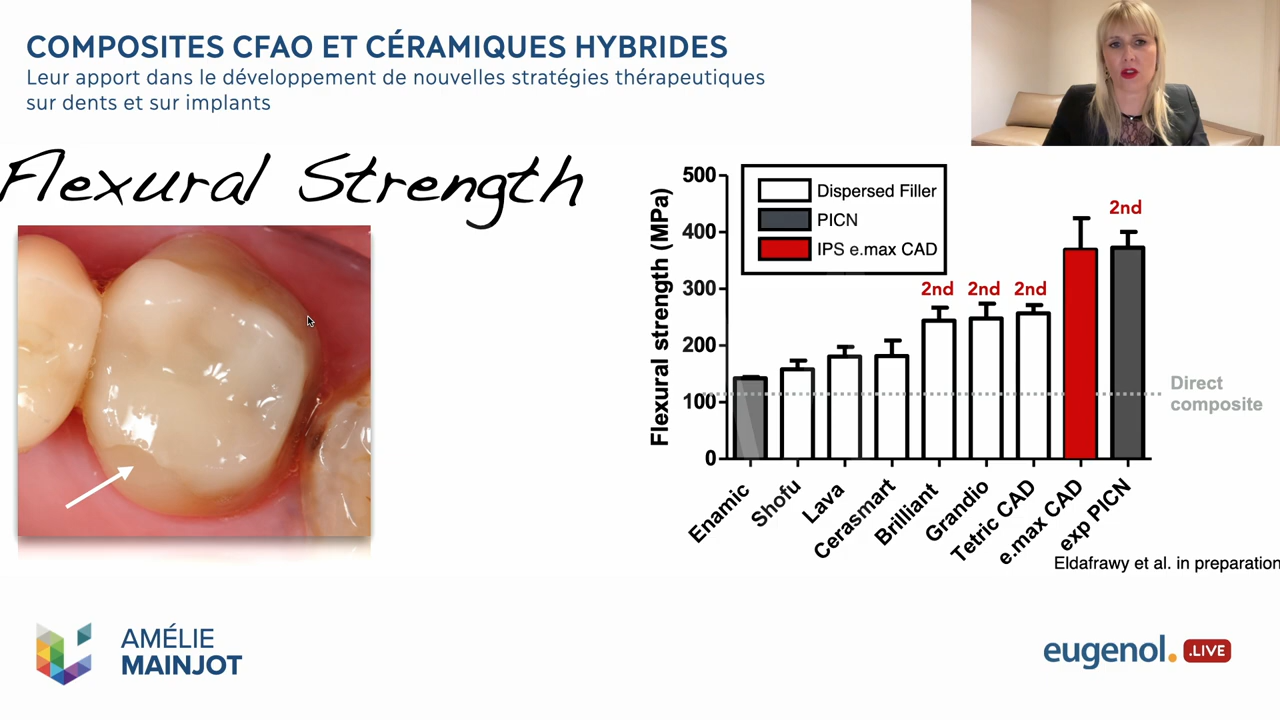 COMPOSITES CFAO ET CÉRAMIQUES HYBRIDES
Leur apport dans le développement de nouvelles stratégies thérapeutiques
sur dents et sur implants
Flexural Strength
Flexural strength (MPa)
500
400
300
200
100
0
Dispersed Filler
PICN
IPS e.max CAD
2nd
2nd
2nd
2nd
Direct
composite
Enamic
Shofu
Lava
Cerasmart
Brilliant
Grandio
Tetric CAD
e.max CAD
exp PICN
Eldafrawy et al. in preparation
AMÉLIE
MAINJOT
eugenol. .LIVE